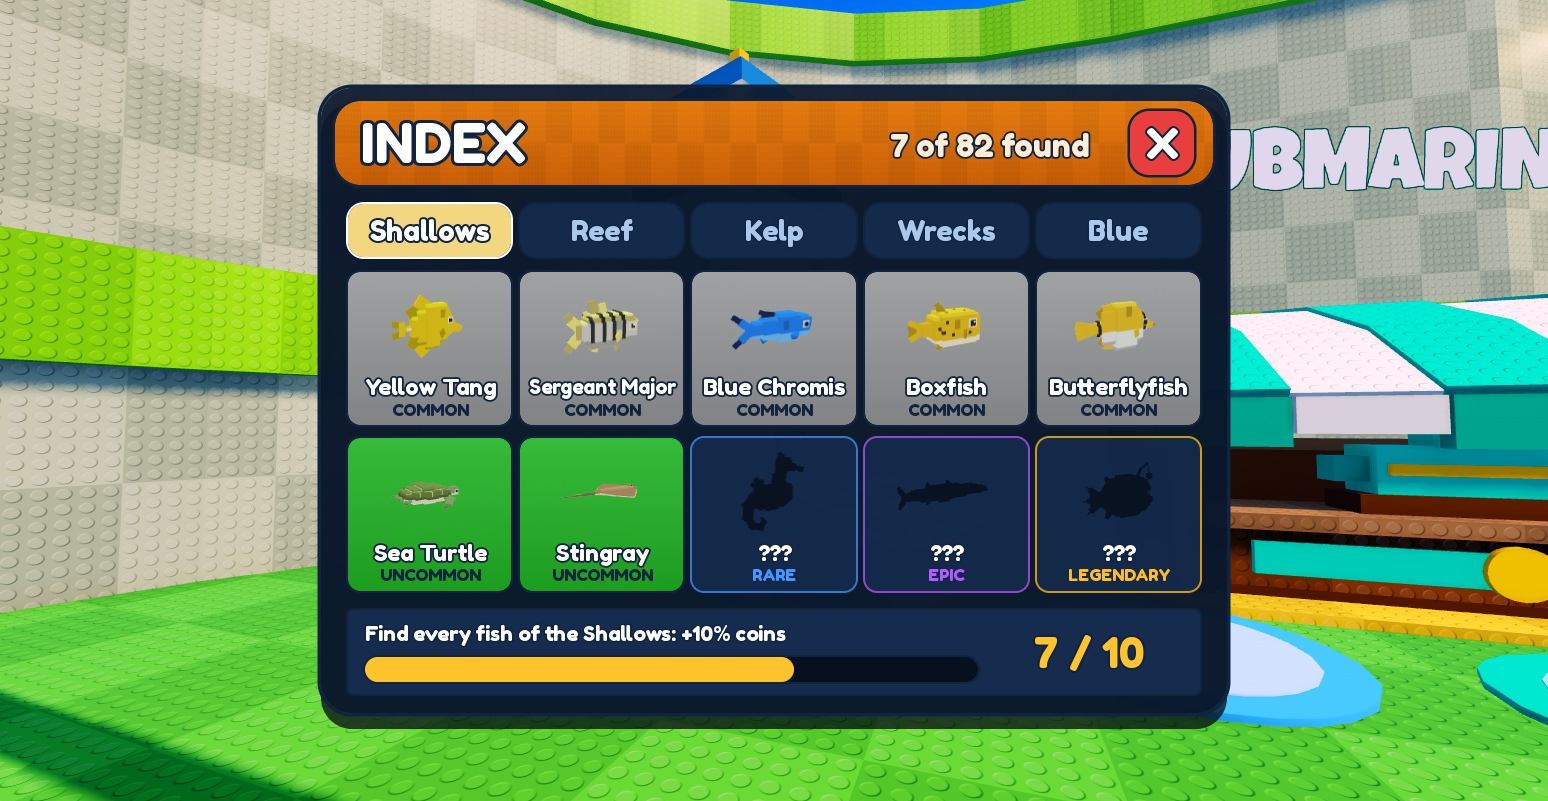 INDEX
7 of 82 found
Shallows
Reef
Kelp
Wrecks
Blue
Yellow Tang
COMMON
Sergeant Major
COMMON
Blue Chromis
COMMON
Boxfish
COMMON
Butterflyfish
COMMON
Sea Turtle
UNCOMMON
Stingray
UNCOMMON
???
RARE
???
EPIC
???
LEGENDARY
Find every fish of the Shallows: +10% coins
7 / 10
UBMARIN